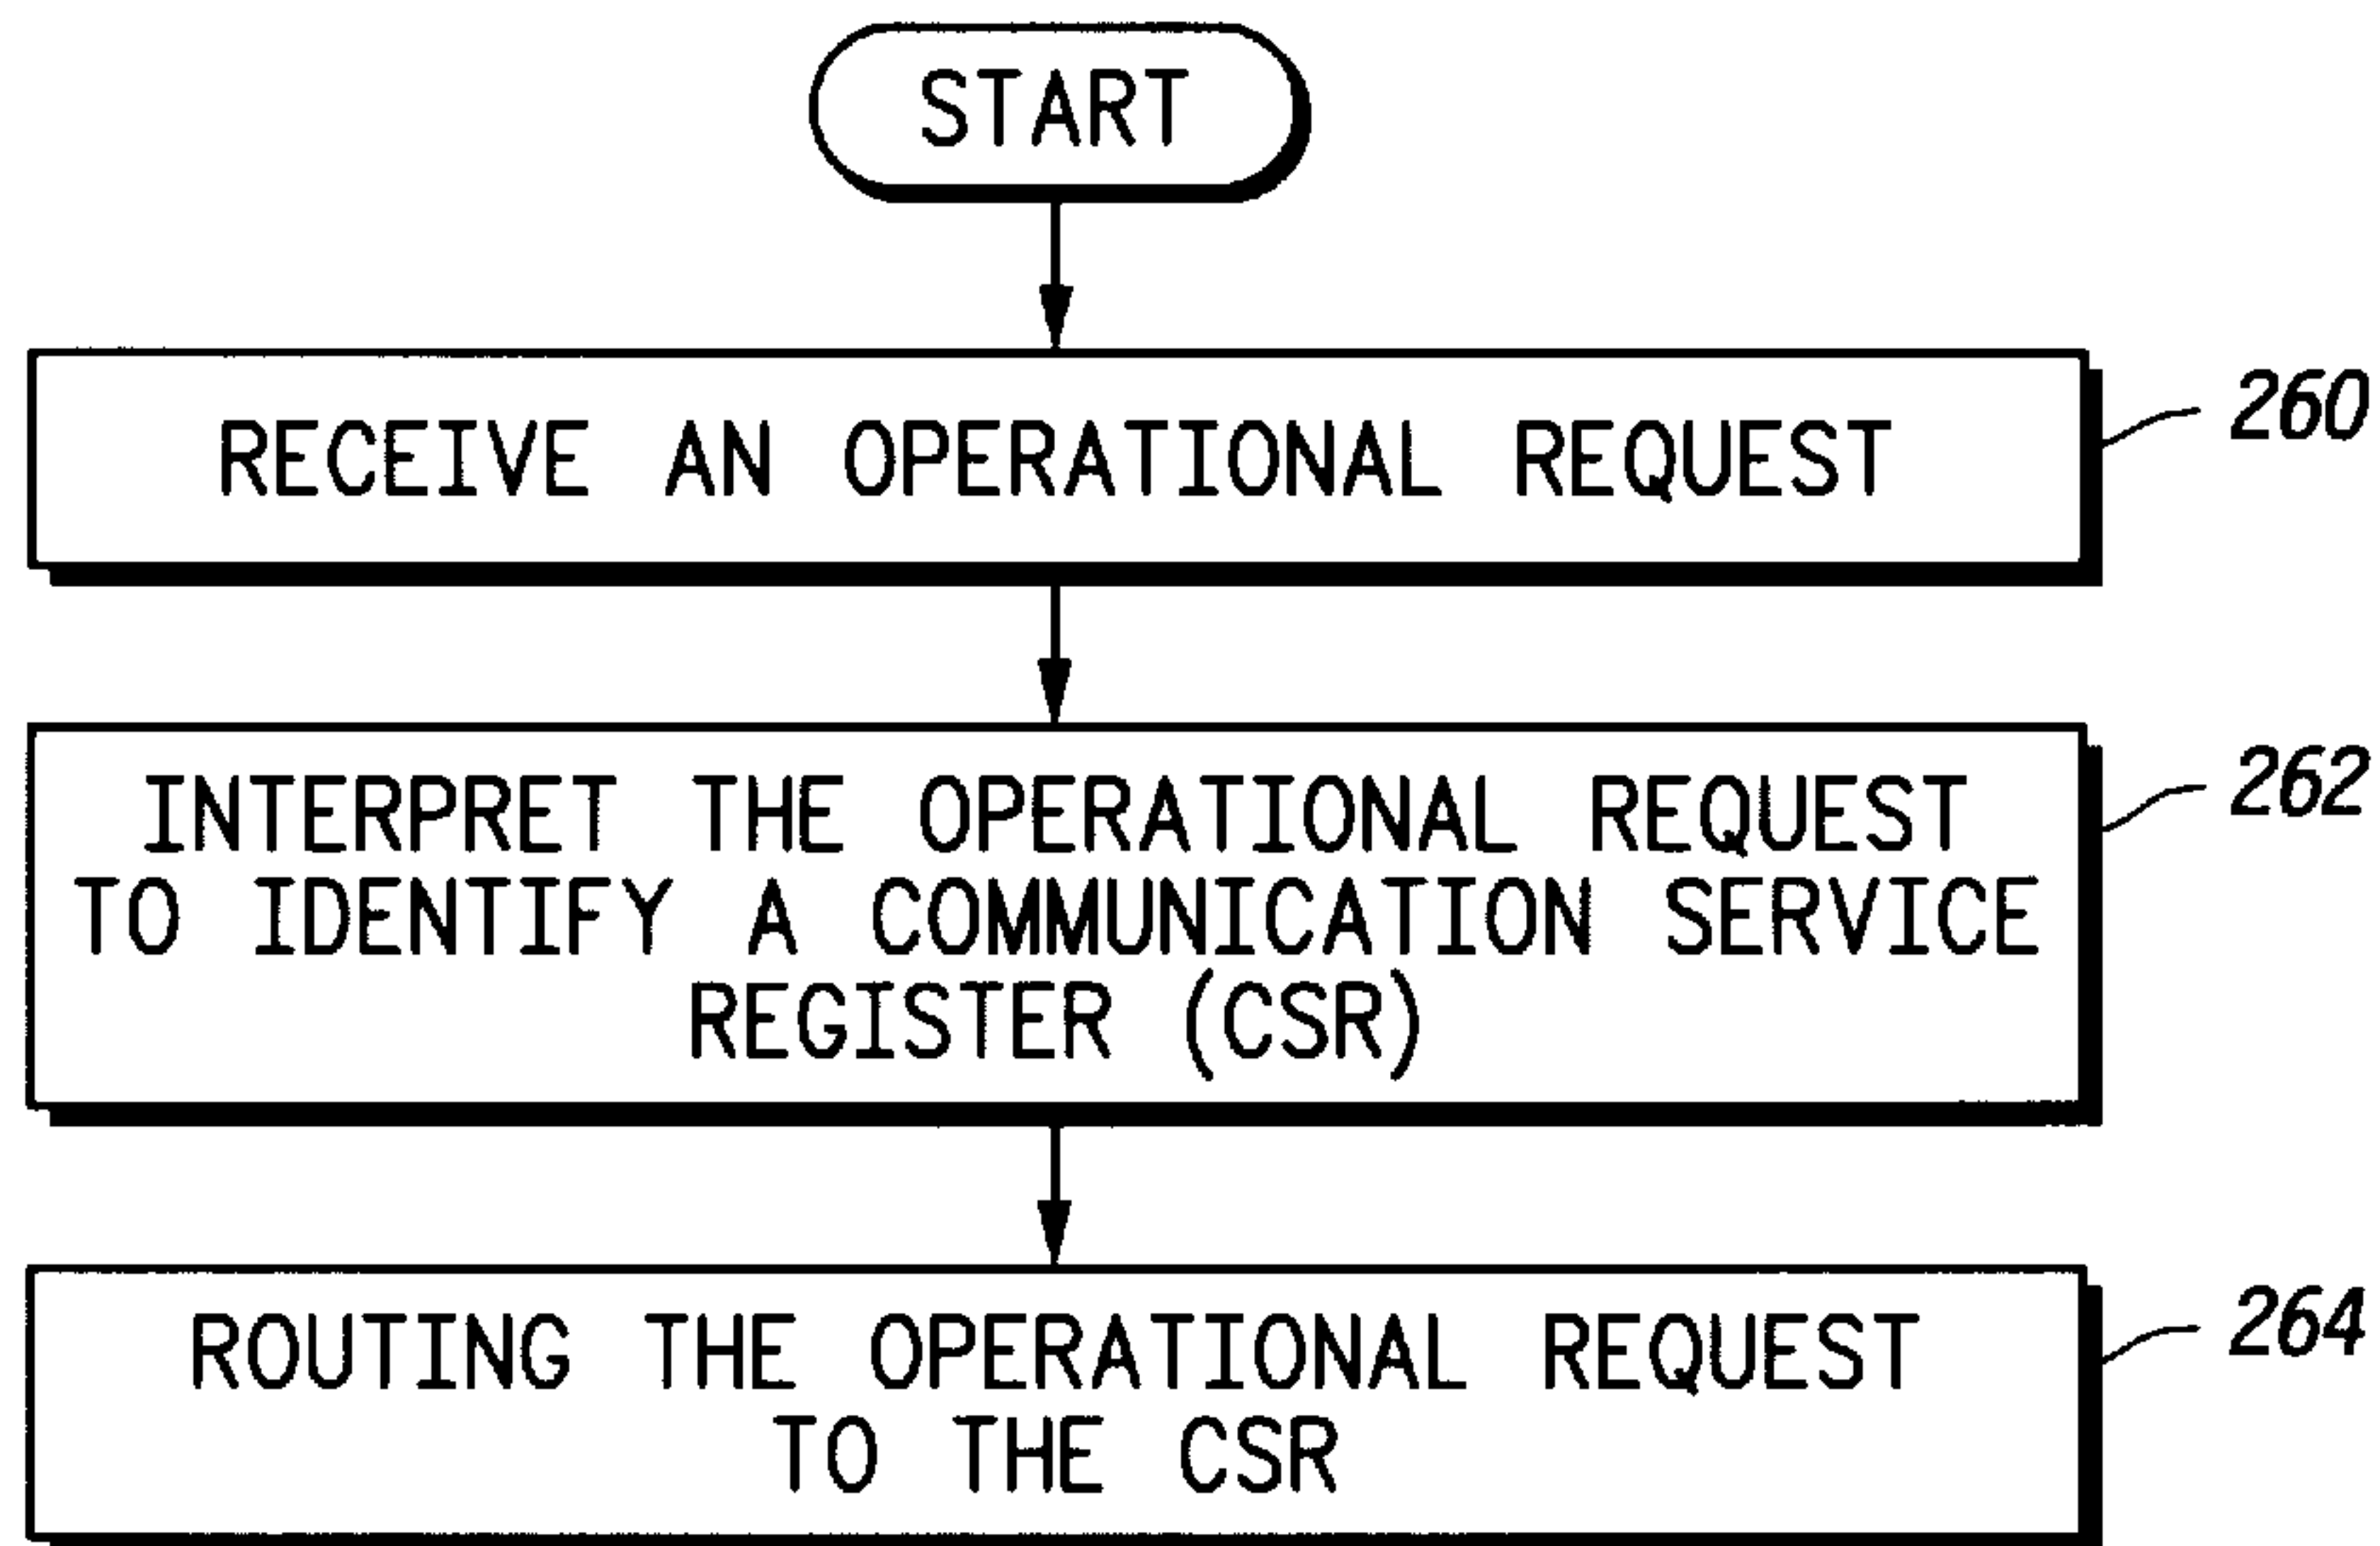 START
RECEIVE AN OPERATIONAL REQUEST
260
INTERPRET THE OPERATIONAL REQUEST
TO IDENTIFY A COMMUNICATION SERVICE
REGISTER (CSR)
262
ROUTING THE OPERATIONAL REQUEST
TO THE CSR
264